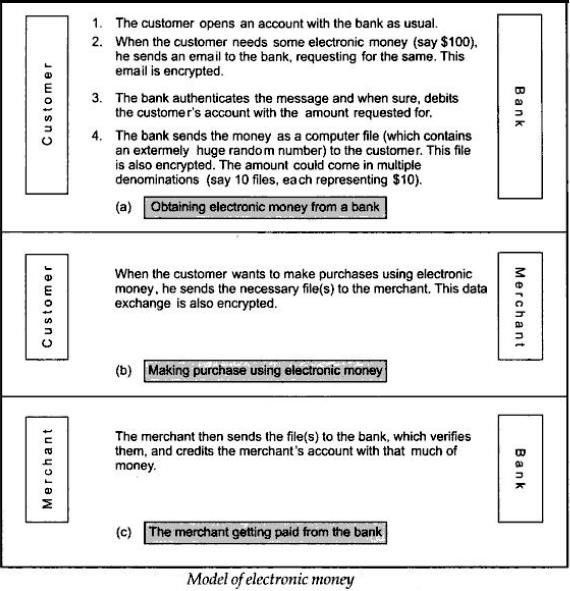 Customer
1. The customer opens an account with the bank as usual.
2. When the customer needs some electronic money (say $100),
he sends an email to the bank, requesting for the same. This
email is encrypted.
3. The bank authenticates the message and when sure, debits
the customer's account with the amount requested for.
4. The bank sends the money as a computer file (which contains
an extermely huge random number) to the customer. This file
is also encrypted. The amount could come in multiple
denominations (say 10 files, each representing $10).
(a) Obtaining electronic money from a bank
Bank
Customer
When the customer wants to make purchases using electronic
money, he sends the necessary file(s) to the merchant. This data
exchange is also encrypted.
(b) Making purchase using electronic money
Merchant
Merchant
The merchant then sends the file(s) to the bank, which verifies
them, and credits the merchant's account with that much of
money.
(c) The merchant getting paid from the bank
Bank
Model of electronic money